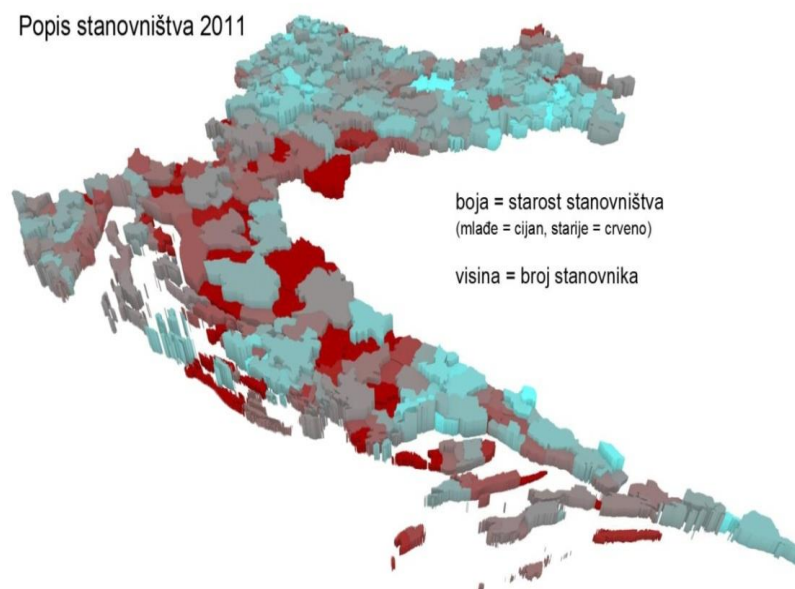 Popis stanovništva 2011
boja = starost stanovništva
(mlađe = cijan, starije = crveno)
visina = broj stanovnika